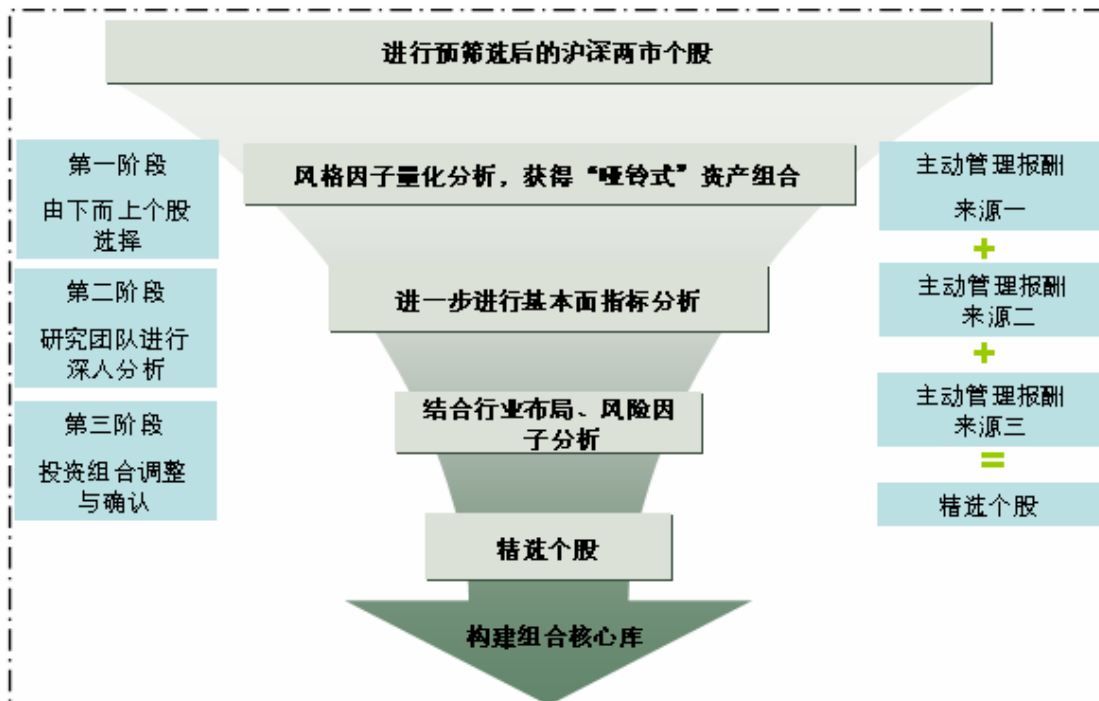 进行预筛选后的沪深两市个股
第一阶段
由下而上个股
选择
风格因子量化分析，获得“哑铃式”资产组合
主动管理报酬
来源一
+
第二阶段
研究团队进行
深入分析
进一步进行基本面指标分析
主动管理报酬
来源二
+
第三阶段
投资组合调整
与确认
结合行业布局、风险因
子分析
主动管理报酬
来源三
=
精选个股
精选个股
构建组合核心库